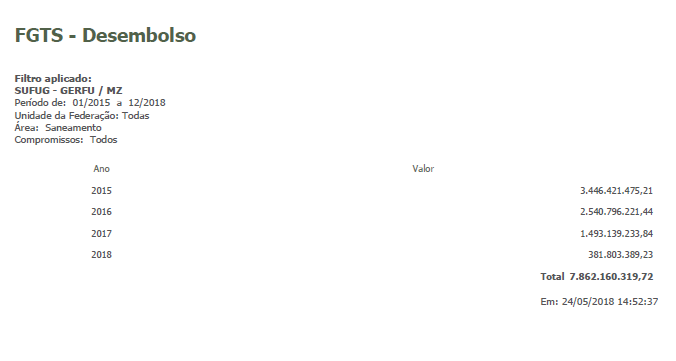 FGTS - Desembolso
Filtro aplicado:
SUFUG - GERFU / MZ
Período de: 01/2015 a 12/2018
Unidade da Federação: Todas
Área: Saneamento
Compromissos: Todos
Ano Valor
2015 3.446.421.475,21
2016 2.540.796.221,44
2017 1.493.139.233,84
2018 381.803.389,23
Total 7.862.160.319,72
Em: 24/05/2018 14:52:37